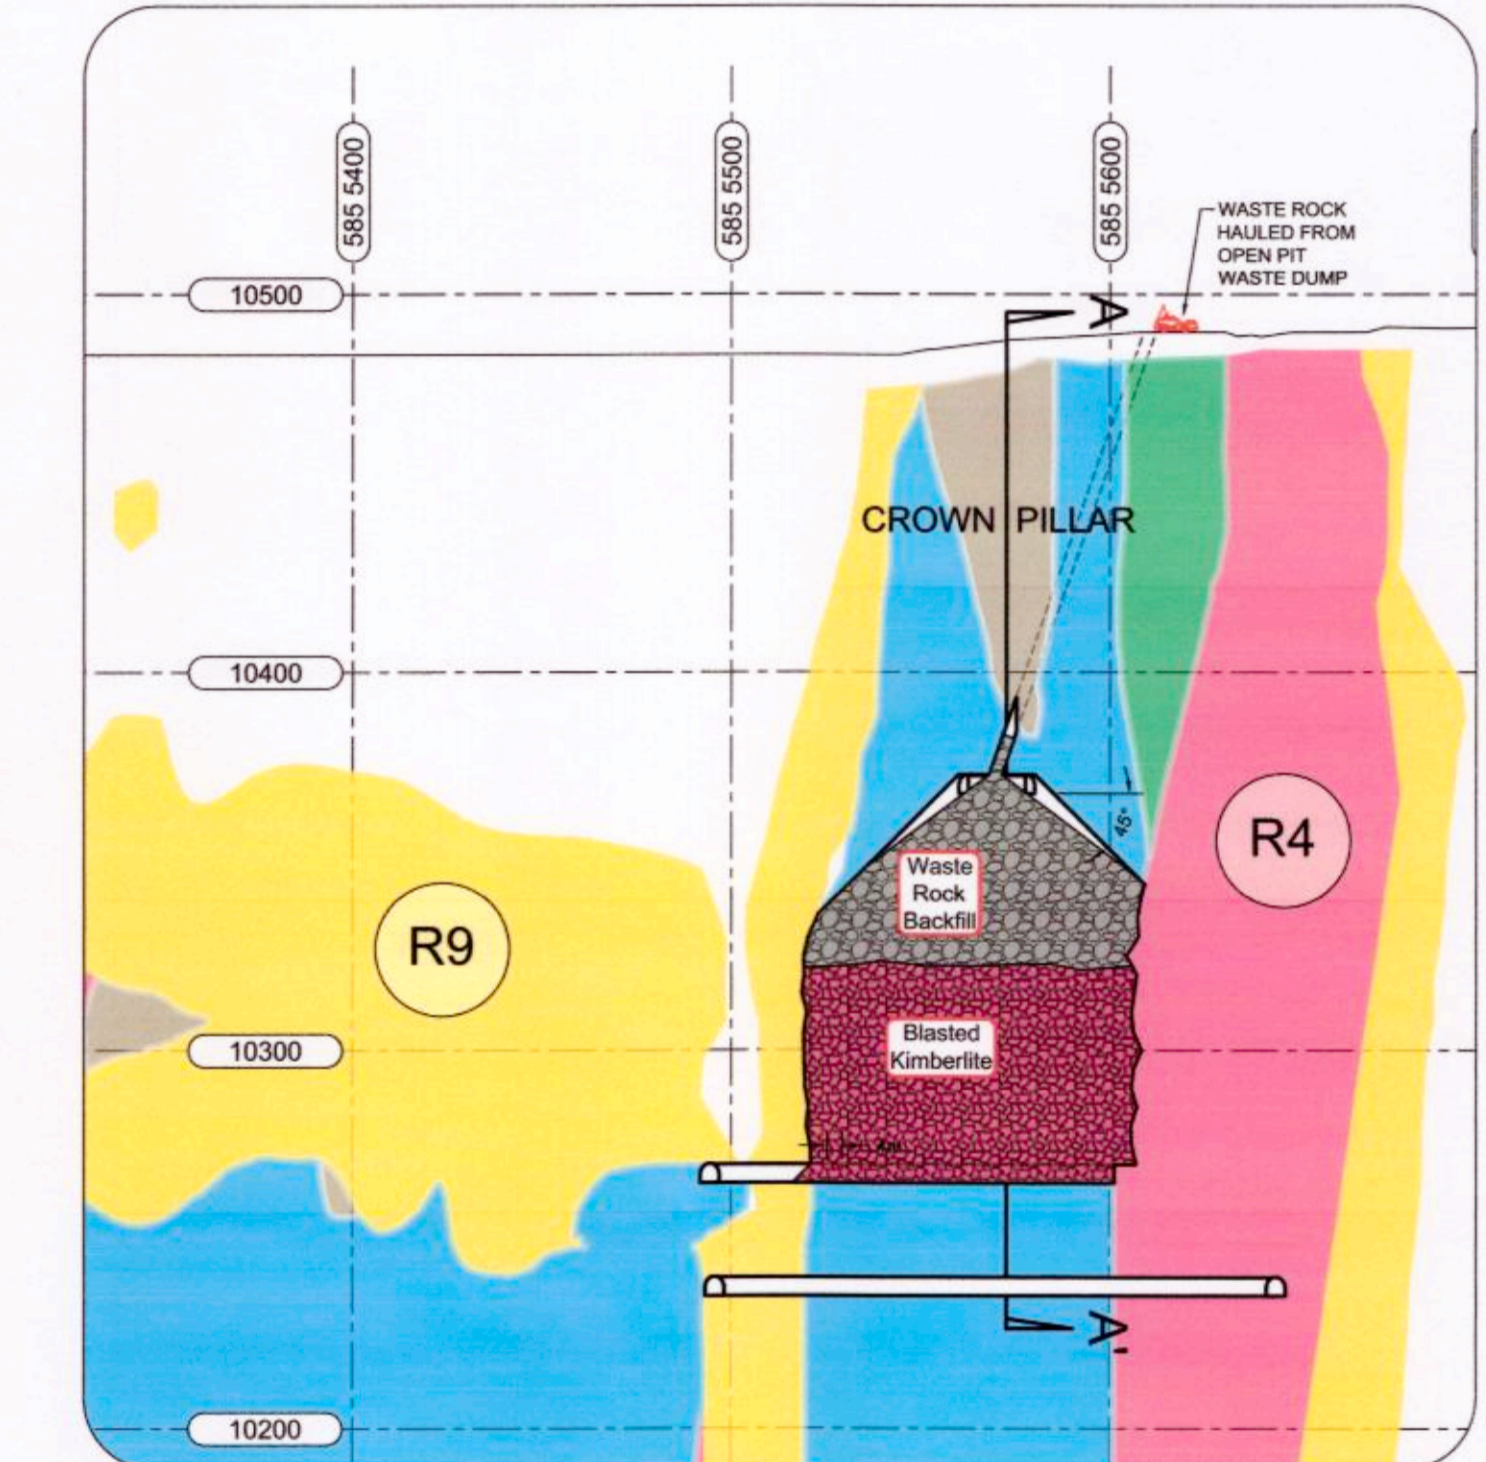 585 5400
585 5500
585 5600
WASTE ROCK
HAULED FROM
OPEN PIT
WASTE DUMP
10500
A
CROWN PILLAR
10400
45°
R4
Waste
Rock
Backfill
R9
Blasted
Kimberlite
10300
A'
10200